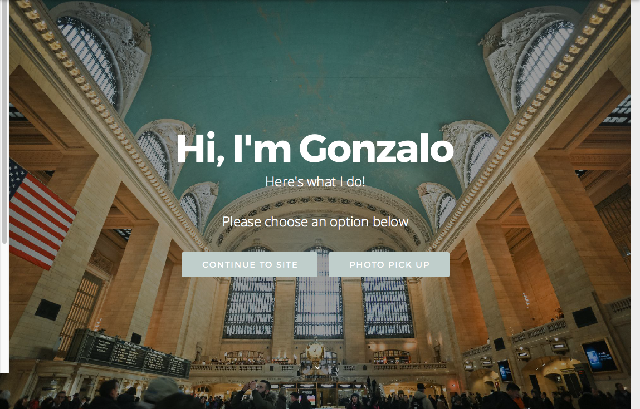 Hi, I'm Gonzalo
Here's what I do!
Please choose an option below
CONTINUE TO SITE
PHOTO PICK UP